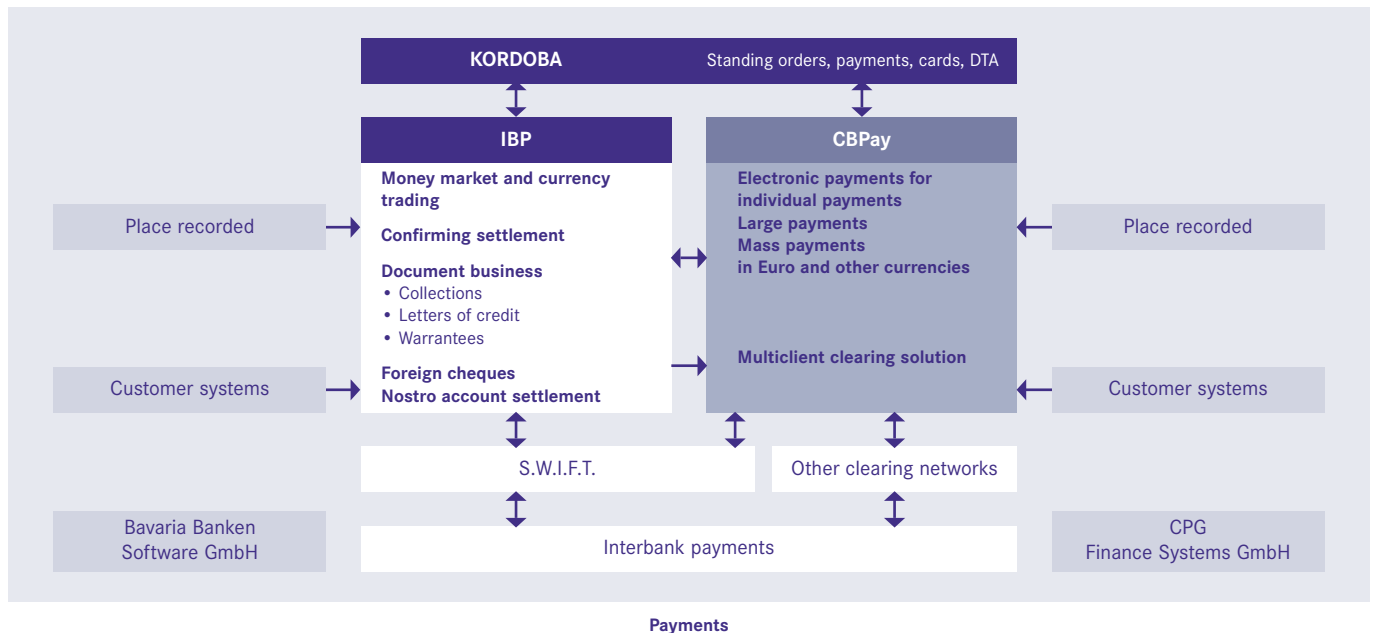 KORDOBA
Standing orders, payments, cards, DTA
IBP
Money market and currency
trading
Confirming settlement
Document business
• Collections
• Letters of credit
• Warrantees
Foreign cheques
Nostro account settlement
CBPay
Electronic payments for
individual payments
Large payments
Mass payments
in Euro and other currencies
Multiclient clearing solution
Place recorded
Customer systems
Place recorded
Customer systems
S.W.I.F.T.
Other clearing networks
Bavaria Banken
Software GmbH
Interbank payments
CPG
Finance Systems GmbH
Payments